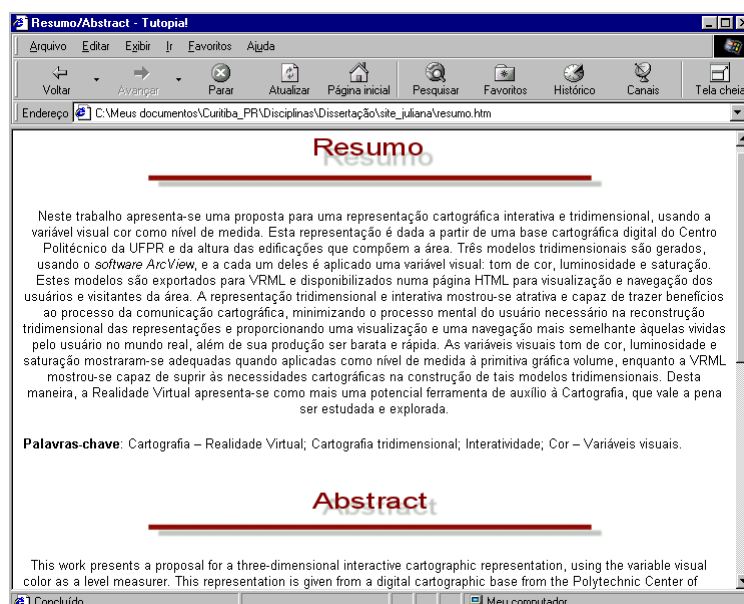 Resumo/Abstract - Tutopia!
Arquivo Editar Exibir Ir Favoritos Ajuda
Voltar Avançar Parar Atualizar Página inicial Pesquisar Favoritos Histórico Canais Tela cheia
Endereço C:\Meus documentos\Curitiba_PR\Disciplinas\Dissertação\site_juliana\resumo.htm
Resumo
Neste trabalho apresenta-se uma proposta para uma representação cartográfica interativa e tridimensional, usando a
variável visual cor como nível de medida. Esta representação é dada a partir de uma base cartográfica digital do Centro
Politécnico da UFPR e da altura das edificações que compõem a área. Três modelos tridimensionais são gerados,
usando o software ArcView, e a cada um deles é aplicado uma variável visual: tom de cor, luminosidade e saturação.
Estes modelos são exportados para VRML e disponibilizados numa página HTML para visualização e navegação dos
usuários e visitantes da área. A representação tridimensional e interativa mostrou-se atrativa e capaz de trazer benefícios
ao processo da comunicação cartográfica, minimizando o processo mental do usuário necessário na reconstrução
tridimensional das representações e proporcionando uma visualização e uma navegação mais semelhante àquelas vividas
pelo usuário no mundo real, além de sua produção ser barata e rápida. As variáveis visuais tom de cor, luminosidade e
saturação mostraram-se adequadas quando aplicadas como nível de medida à primitiva gráfica volume, enquanto a VRML
mostrou-se capaz de suprir às necessidades cartográficas na construção de tais modelos tridimensionais. Desta
maneira, a Realidade Virtual apresenta-se como mais uma potencial ferramenta de auxílio à Cartografia, que vale a pena
ser estudada e explorada.
Palavras-chave: Cartografia – Realidade Virtual; Cartografia tridimensional; Interatividade; Cor – Variáveis visuais.
Abstract
This work presents a proposal for a three-dimensional interactive cartographic representation, using the variable visual
color as a level measurer. This representation is given from a digital cartographic base from the Polytechnic Center of
Concluído Meu computador